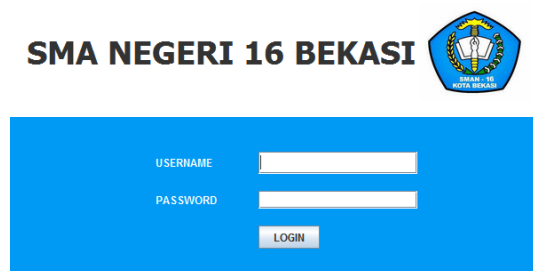 SMA NEGERI 16 BEKASI
SMAN - 16
KOTA BEKASI
USERNAME
PASSWORD
LOGIN